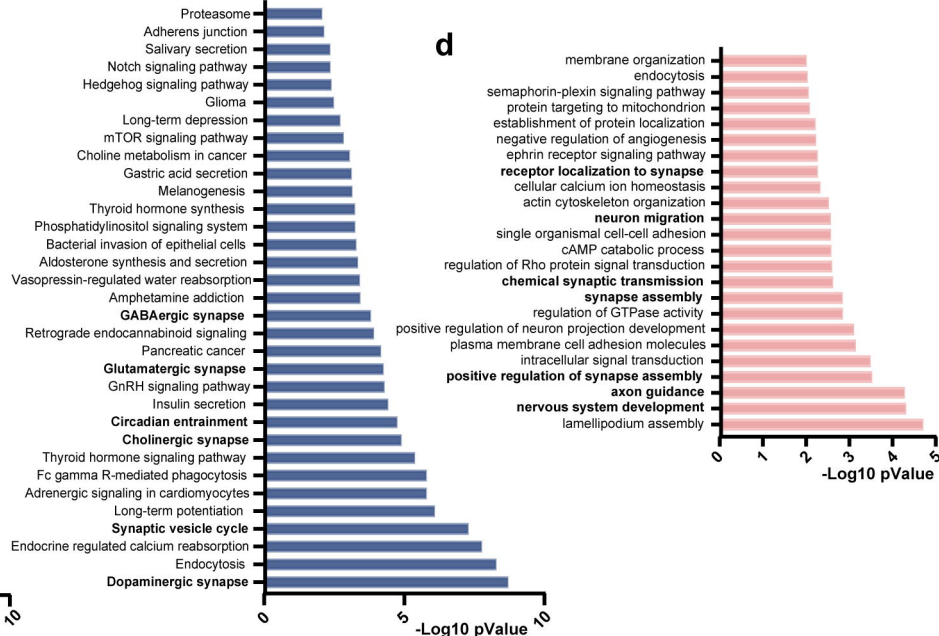 Proteasome
Adherens junction
Salivary secretion
Notch signaling pathway
Hedgehog signaling pathway
Glioma
Long-term depression
mTOR signaling pathway
Choline metabolism in cancer
Gastric acid secretion
Melanogenesis
Thyroid hormone synthesis
Phosphatidylinositol signaling system
Bacterial invasion of epithelial cells
Aldosterone synthesis and secretion
Vasopressin-regulated water reabsorption
Amphetamine addiction
GABAergic synapse
Retrograde endocannabinoid signaling
Pancreatic cancer
Glutamatergic synapse
GnRH signaling pathway
Insulin secretion
Circadian entrainment
Cholinergic synapse
Thyroid hormone signaling pathway
Fc gamma R-mediated phagocytosis
Adrenergic signaling in cardiomyocytes
Long-term potentiation
Synaptic vesicle cycle
Endocrine regulated calcium reabsorption
Endocytosis
Dopaminergic synapse
10
0 5 10
-Log10 pValue
d
membrane organization
endocytosis
semaphorin-plexin signaling pathway
protein targeting to mitochondrion
establishment of protein localization
negative regulation of angiogenesis
ephrin receptor signaling pathway
receptor localization to synapse
cellular calcium ion homeostasis
actin cytoskeleton organization
neuron migration
single organismal cell-cell adhesion
cAMP catabolic process
regulation of Rho protein signal transduction
chemical synaptic transmission
synapse assembly
regulation of GTPase activity
positive regulation of neuron projection development
plasma membrane cell adhesion molecules
intracellular signal transduction
positive regulation of synapse assembly
axon guidance
nervous system development
lamellipodium assembly
0 1 2 3 4 5
-Log10 pValue